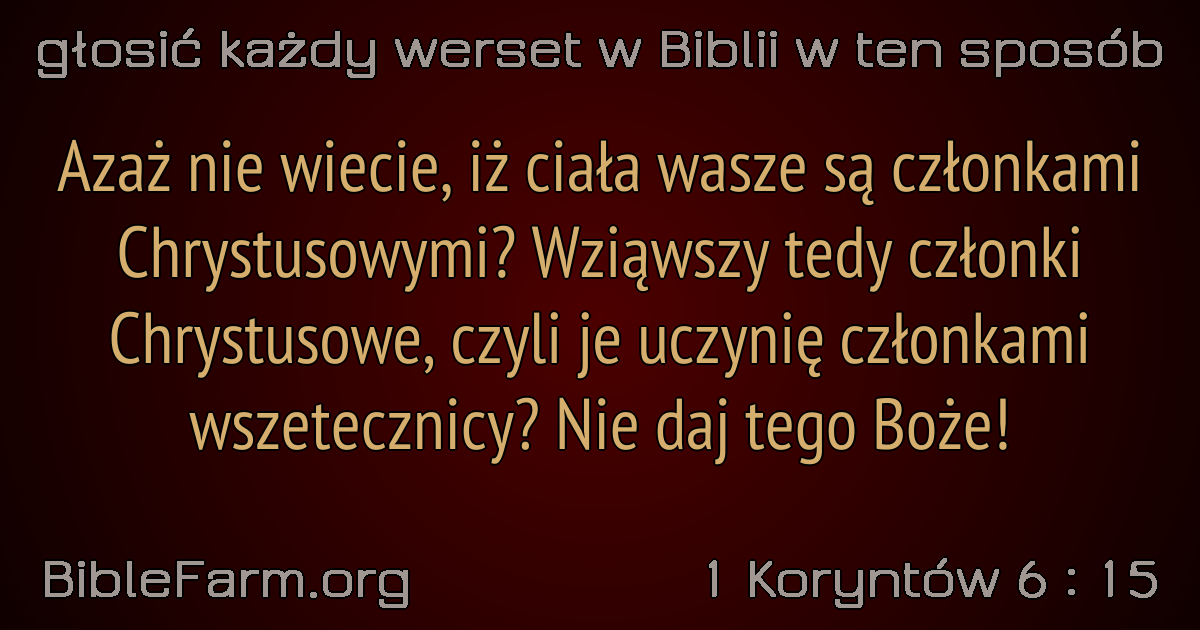 głosić każdy werset w Biblii w ten sposób
Azaż nie wiecie, iż ciała wasze są członkami
Chrystusowymi? Wziąwszy tedy członki
Chrystusowe, czyli je uczynię członkami
wszetecznicy? Nie daj tego Boże!
BibleFarm.org
1 Koryntów 6 : 15